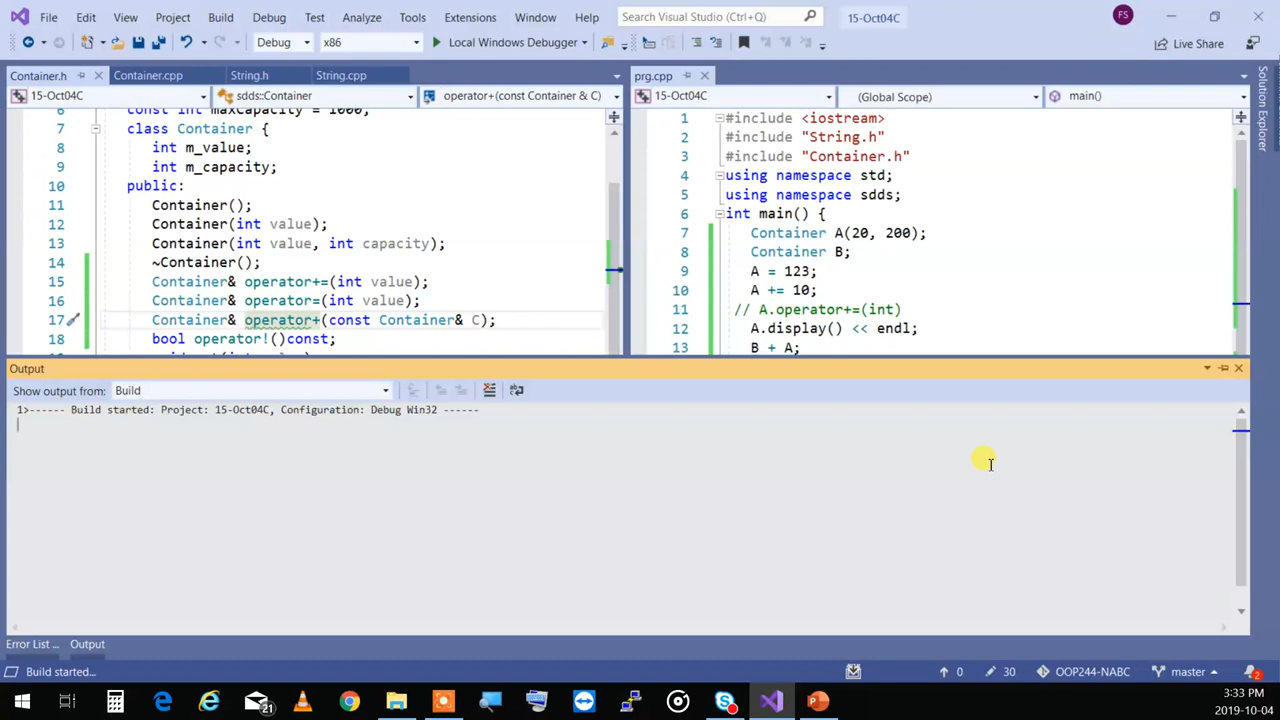 File Edit View Project Build Debug Test Analyze Tools Extensions Window Help Search Visual Studio (Ctrl+Q) 15-Oct04C FS
Debug x86 Local Windows Debugger Live Share
Container.h Container.cpp String.h String.cpp prg.cpp
15-Oct04C sdds::Container operator+(const Container & C) 15-Oct04C (Global Scope) main()
6 const int maxCapacity = 1000;
7 class Container {
8 int m_value;
9 int m_capacity;
10 public:
11 Container();
12 Container(int value);
13 Container(int value, int capacity);
14 ~Container();
15 Container& operator+=(int value);
16 Container& operator=(int value);
17 Container& operator+(const Container& C);
18 bool operator!()const;
1 #include <iostream>
2 #include "String.h"
3 #include "Container.h"
4 using namespace std;
5 using namespace sdds;
6 int main() {
7 Container A(20, 200);
8 Container B;
9 A = 123;
10 A += 10;
11 // A.operator+=(int)
12 A.display() << endl;
13 B + A;
Output
Show output from: Build
1>------ Build started: Project: 15-Oct04C, Configuration: Debug Win32 ------
Error List ... Output
Build started... 0 30 OOP244-NABC master 2
21
3:33 PM
2019-10-04
Solution Explorer